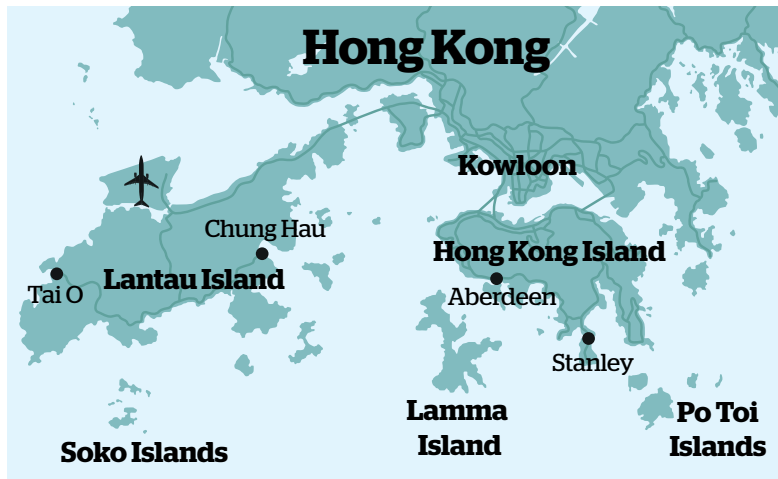 Hong Kong
Kowloon
Chung Hau
Hong Kong Island
Lantau Island
Tai O
Aberdeen
Stanley
Lamma
Island
Po Toi
Islands
Soko Islands